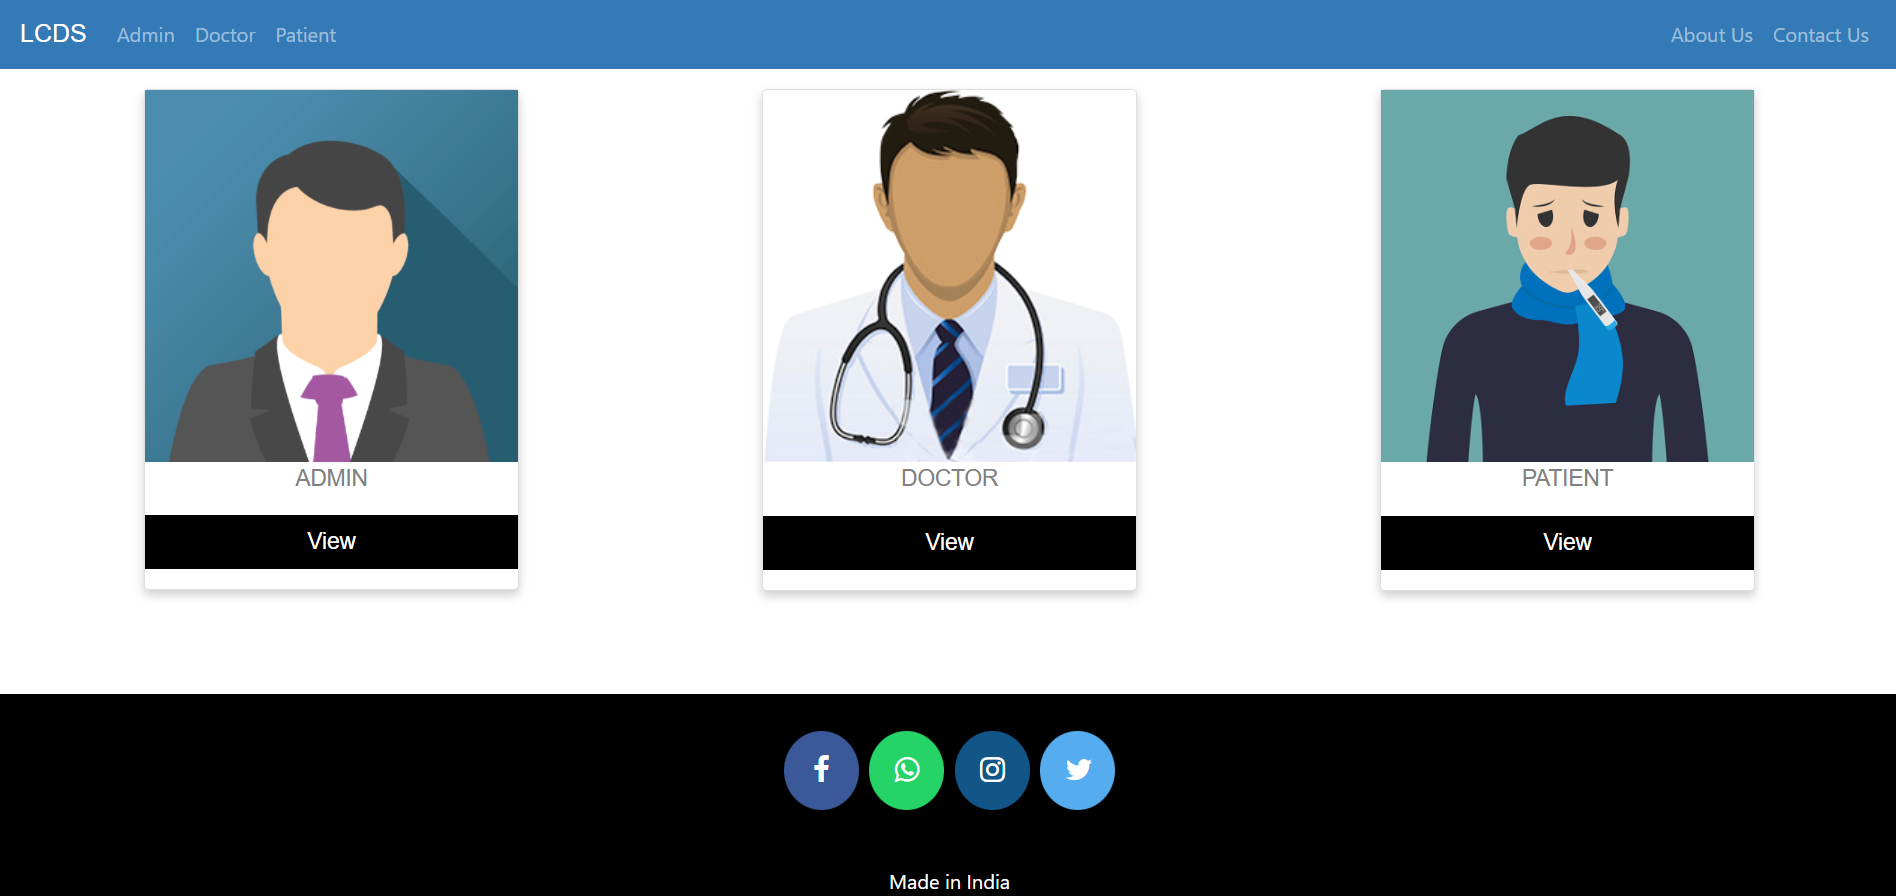 LCDS Admin Doctor Patient About Us Contact Us
ADMIN
View
DOCTOR
View
PATIENT
View
Made in India